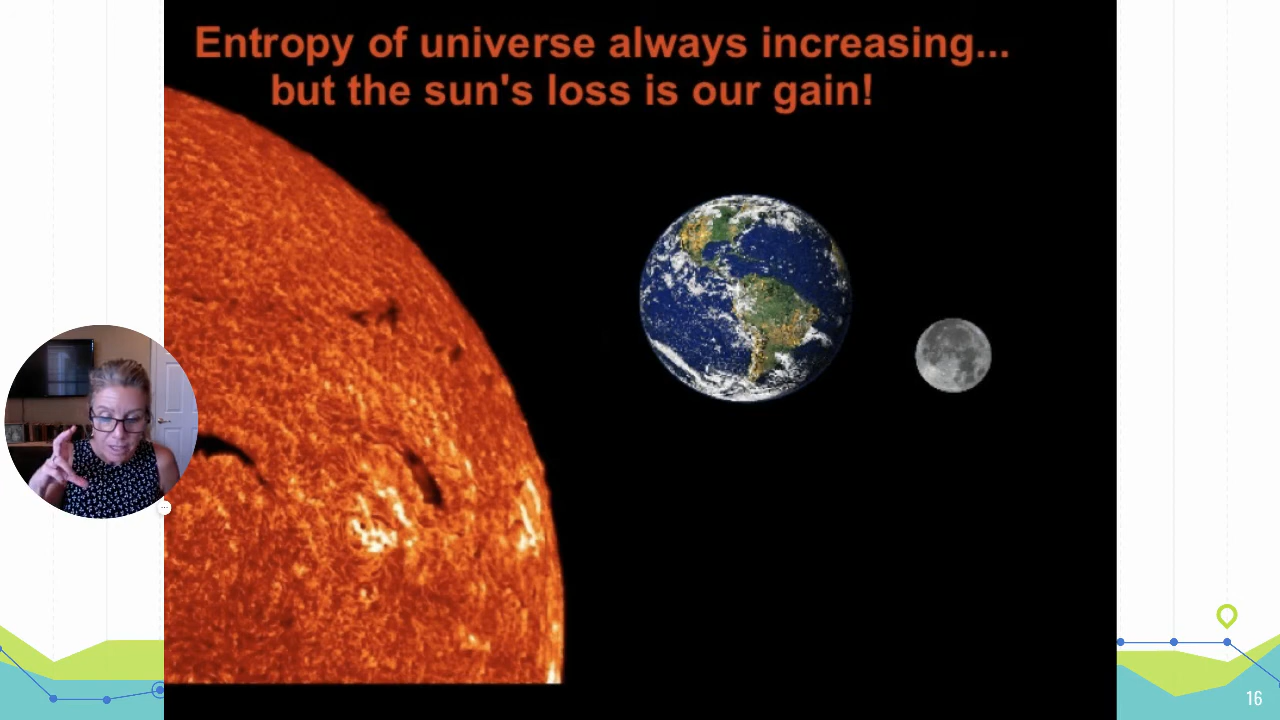 Entropy of universe always increasing...
but the sun's loss is our gain!
16